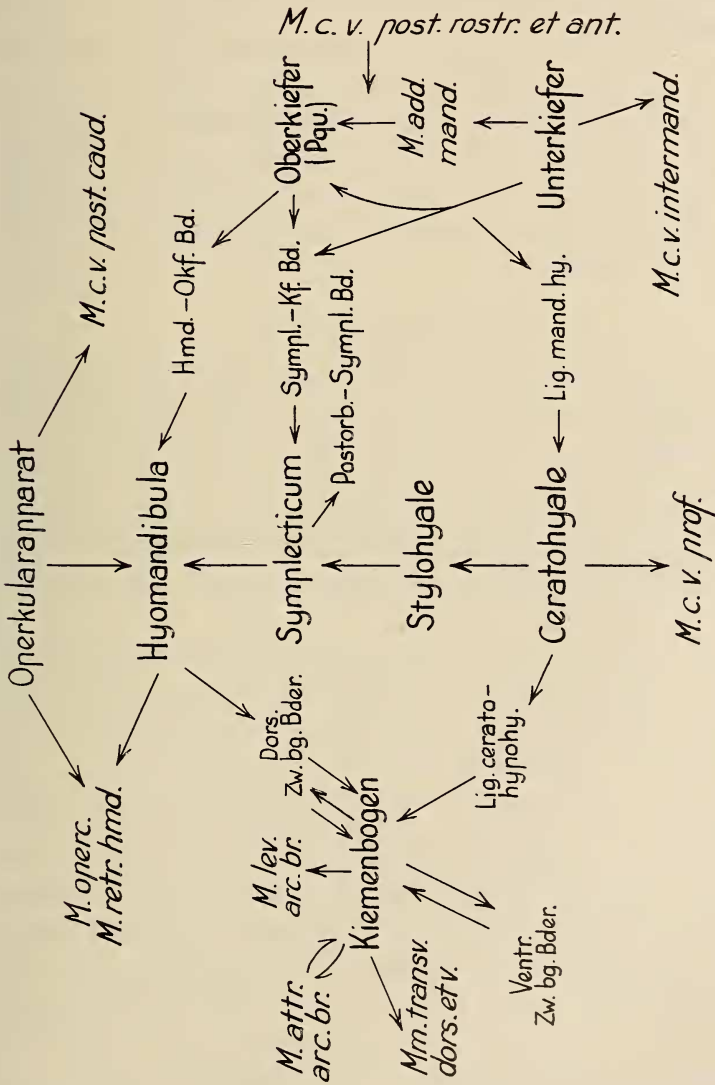 M. c. v. post. rostr. et ant.
Operkularapparat
M. c. v. post. caud.
M. operc.
M. retr. hmd.
Hyomandibula
Hmd. - Okf. Bd.
Oberkiefer
(Pqu.)
Dors.
Zw. bg. Bder.
Symplecticum
Sympl. - Kf. Bd.
Postorb. - Sympl. Bd.
M. add.
mand.
M. attr.
arc. br.
M. lev.
arc. br.
Kiemenbogen
Stylohyale
Mm. transv.
dors. et v.
Lig. cerato-
hypohy.
Ceratohyale
Lig. mand. hy.
Unterkiefer
Ventr.
Zw. bg. Bder.
M. c. v. prof.
M. c. v. intermand.